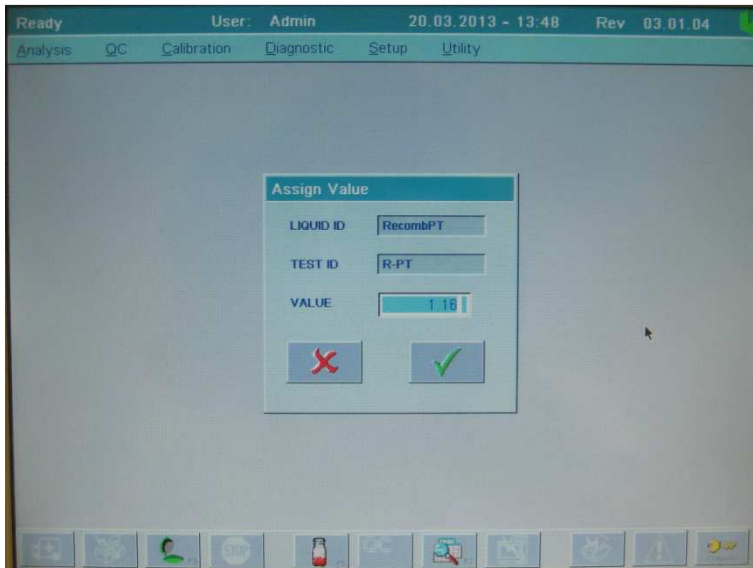 Ready User: Admin 20.03.2013 - 13:48 Rev 03.01.04
Analysis QC Calibration Diagnostic Setup Utility
Assign Value
LIQUID ID RecombPT
TEST ID R-PT
VALUE 1.16
STOP